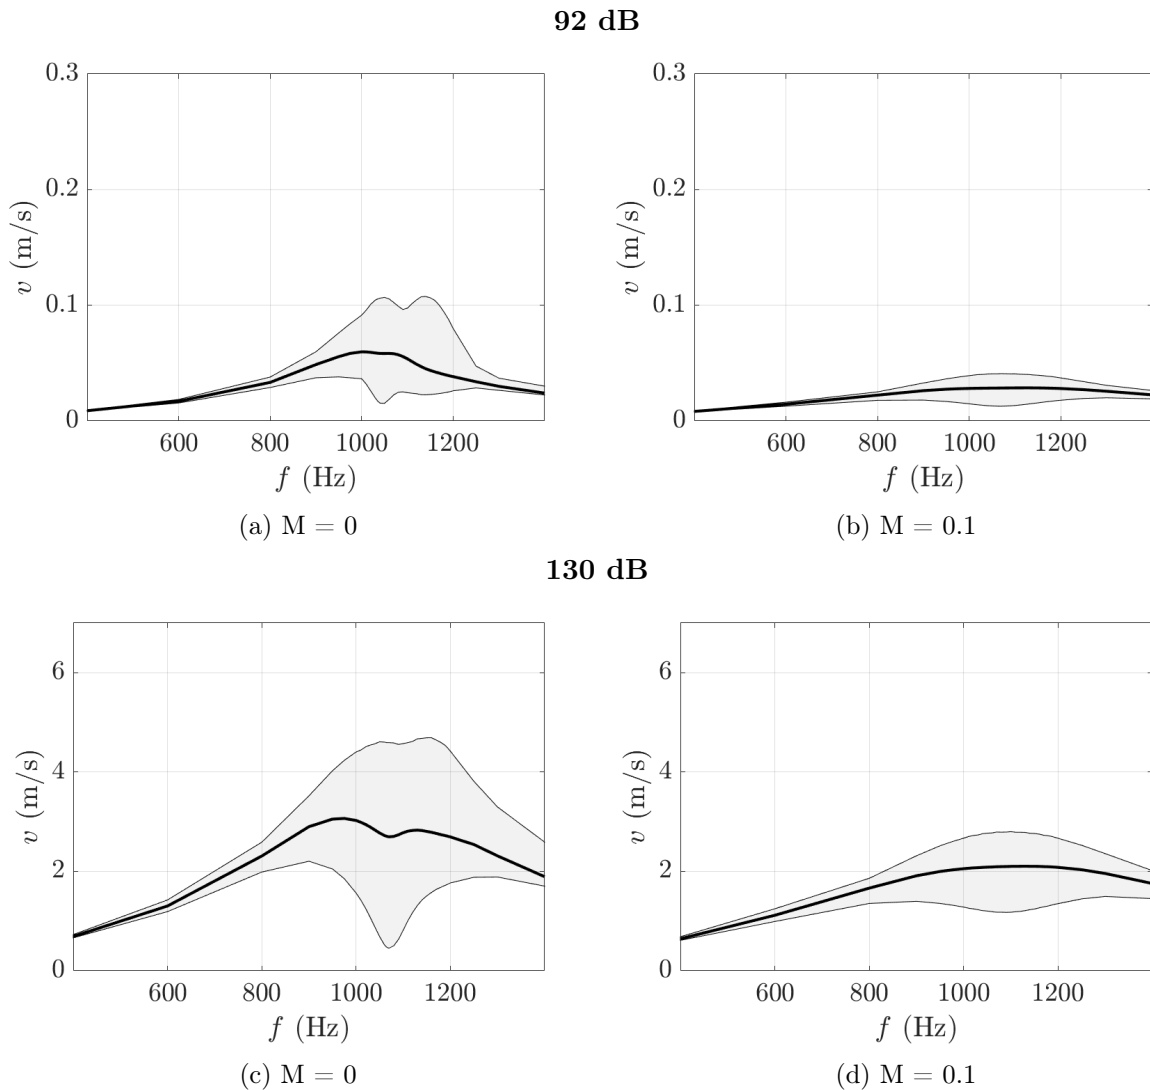 92 dB
0.3
0.2
0.1
0
v (m/s)
600 800 1000 1200
f (Hz)
(a) M = 0
0.3
0.2
0.1
0
v (m/s)
600 800 1000 1200
f (Hz)
(b) M = 0.1
130 dB
6
4
2
0
v (m/s)
600 800 1000 1200
f (Hz)
(c) M = 0
6
4
2
0
v (m/s)
600 800 1000 1200
f (Hz)
(d) M = 0.1